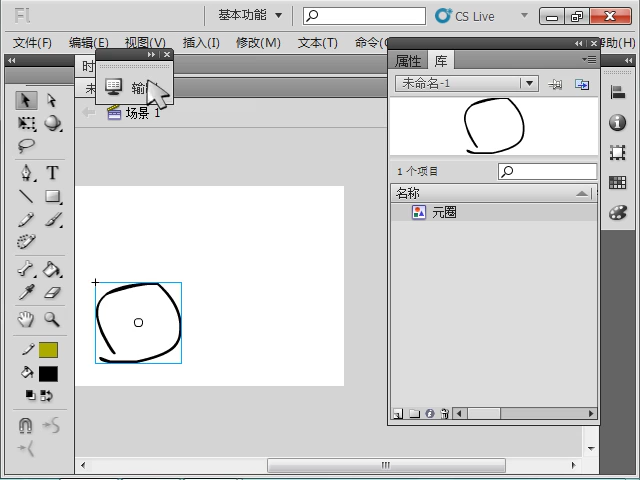 Fl 基本功能 CS Live
文件(F) 编辑(E) 视图(V) 插入(I) 修改(M) 文本(T) 命令( 帮助(H)
属性 库
时
未命名-1
输
未
场景 1
1 个项目
名称
元圈
T